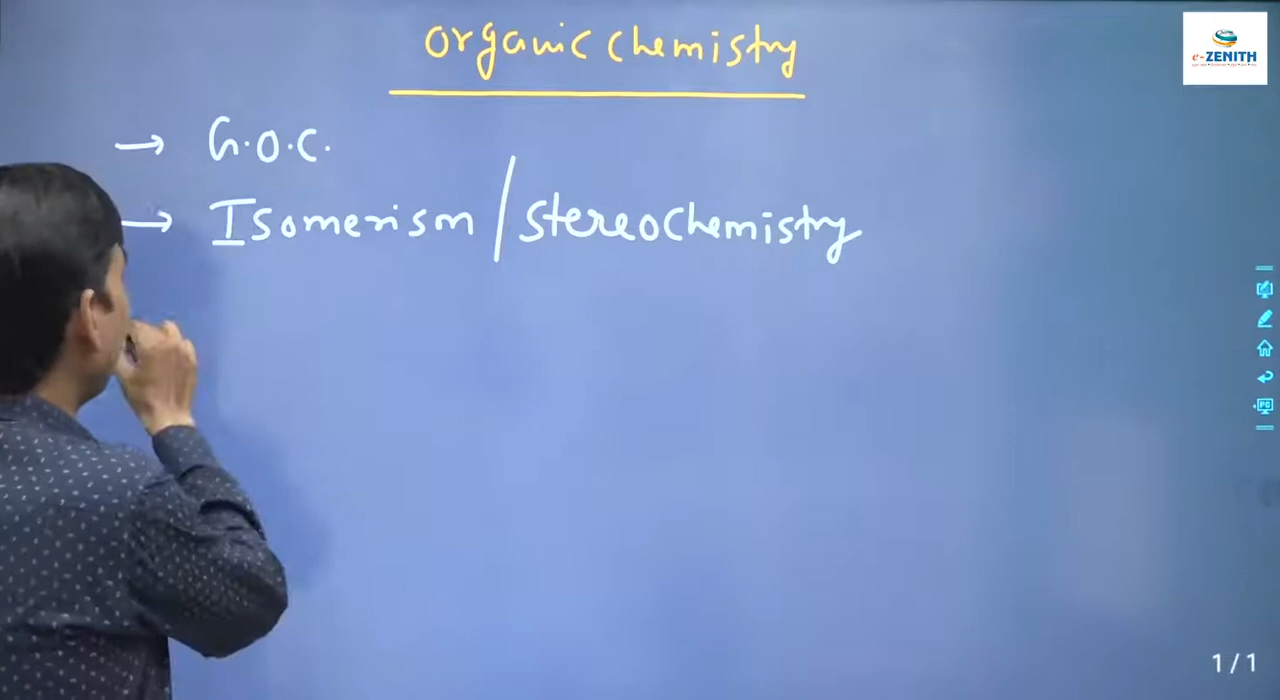 organic chemistry
e-ZENITH
→ G.O.C.
→ Isomerism / stereochemistry
1/1